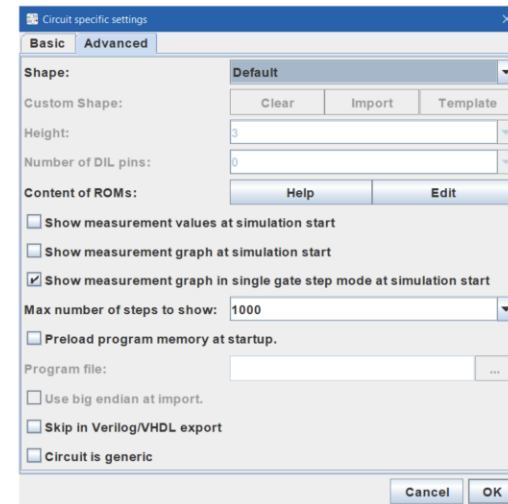 Circuit specific settings
Basic Advanced
Shape: Default
Custom Shape: Clear Import Template
Height: 3
Number of DIL pins: 0
Content of ROMs: Help Edit
Show measurement values at simulation start
Show measurement graph at simulation start
Show measurement graph in single gate step mode at simulation start
Max number of steps to show: 1000
Preload program memory at startup.
Program file: ...
Use big endian at import.
Skip in Verilog/VHDL export
Circuit is generic
Cancel OK